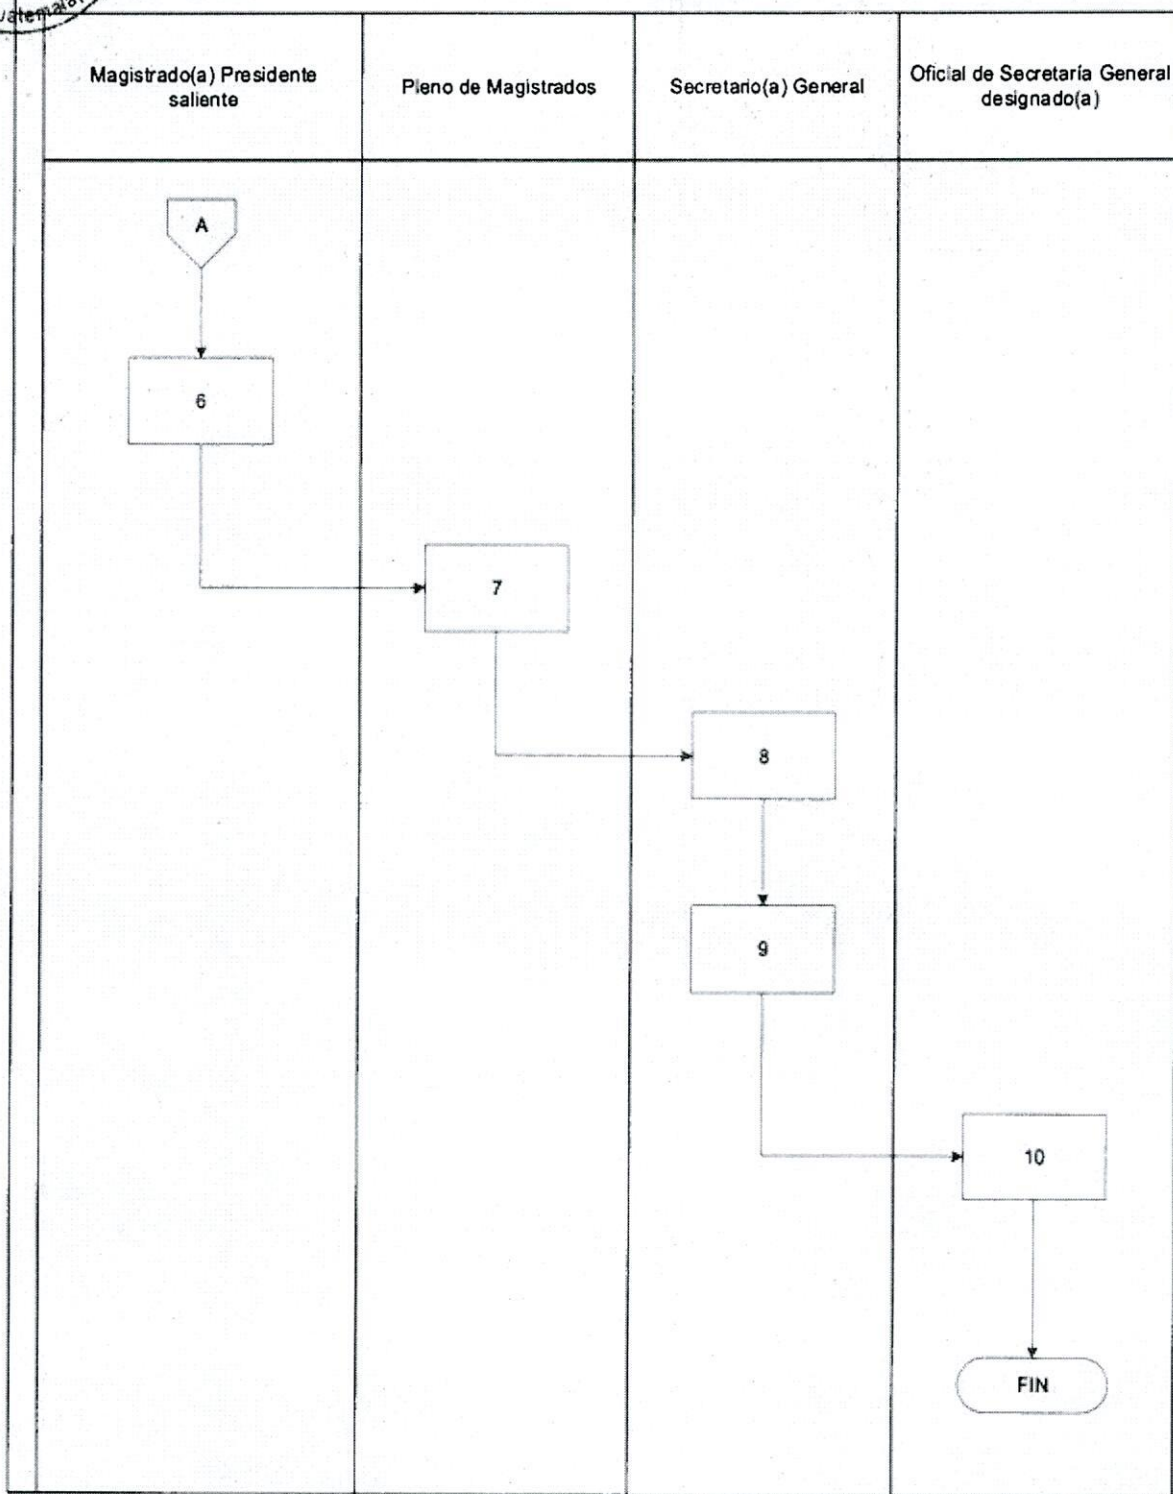 Guatemala,
Magistrado(a) Presidente
saliente
Pleno de Magistrados
Secretario(a) General
Oficial de Secretaría General
designado(a)
A
6
7
8
9
10
FIN